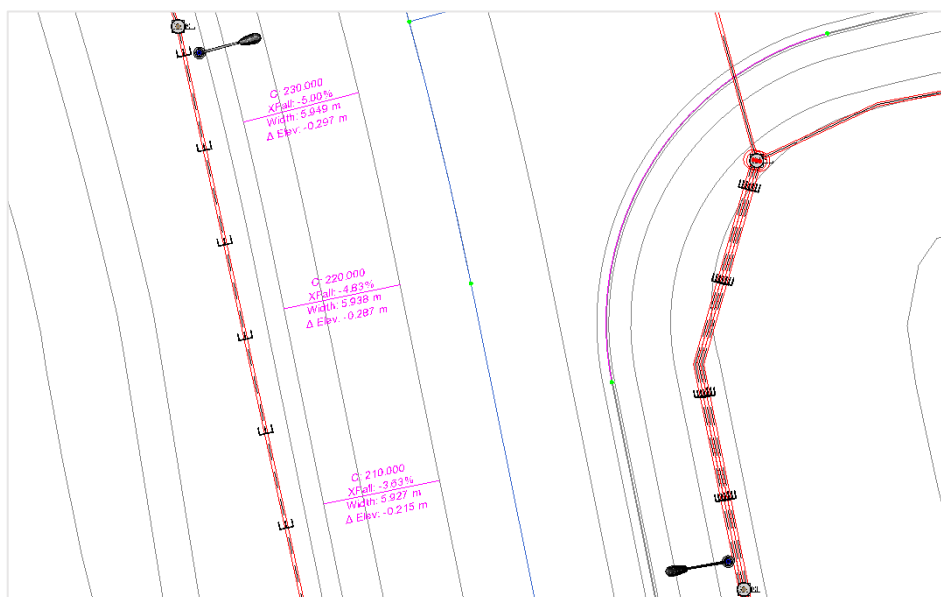 C: 230.000
XFall: -5.00%
Width: 5.949 m
Δ Elev: -0.297 m
C: 220.000
XFall: -4.83%
Width: 5.938 m
Δ Elev: -0.287 m
C: 210.000
XFall: -3.63%
Width: 5.927 m
Δ Elev: -0.215 m